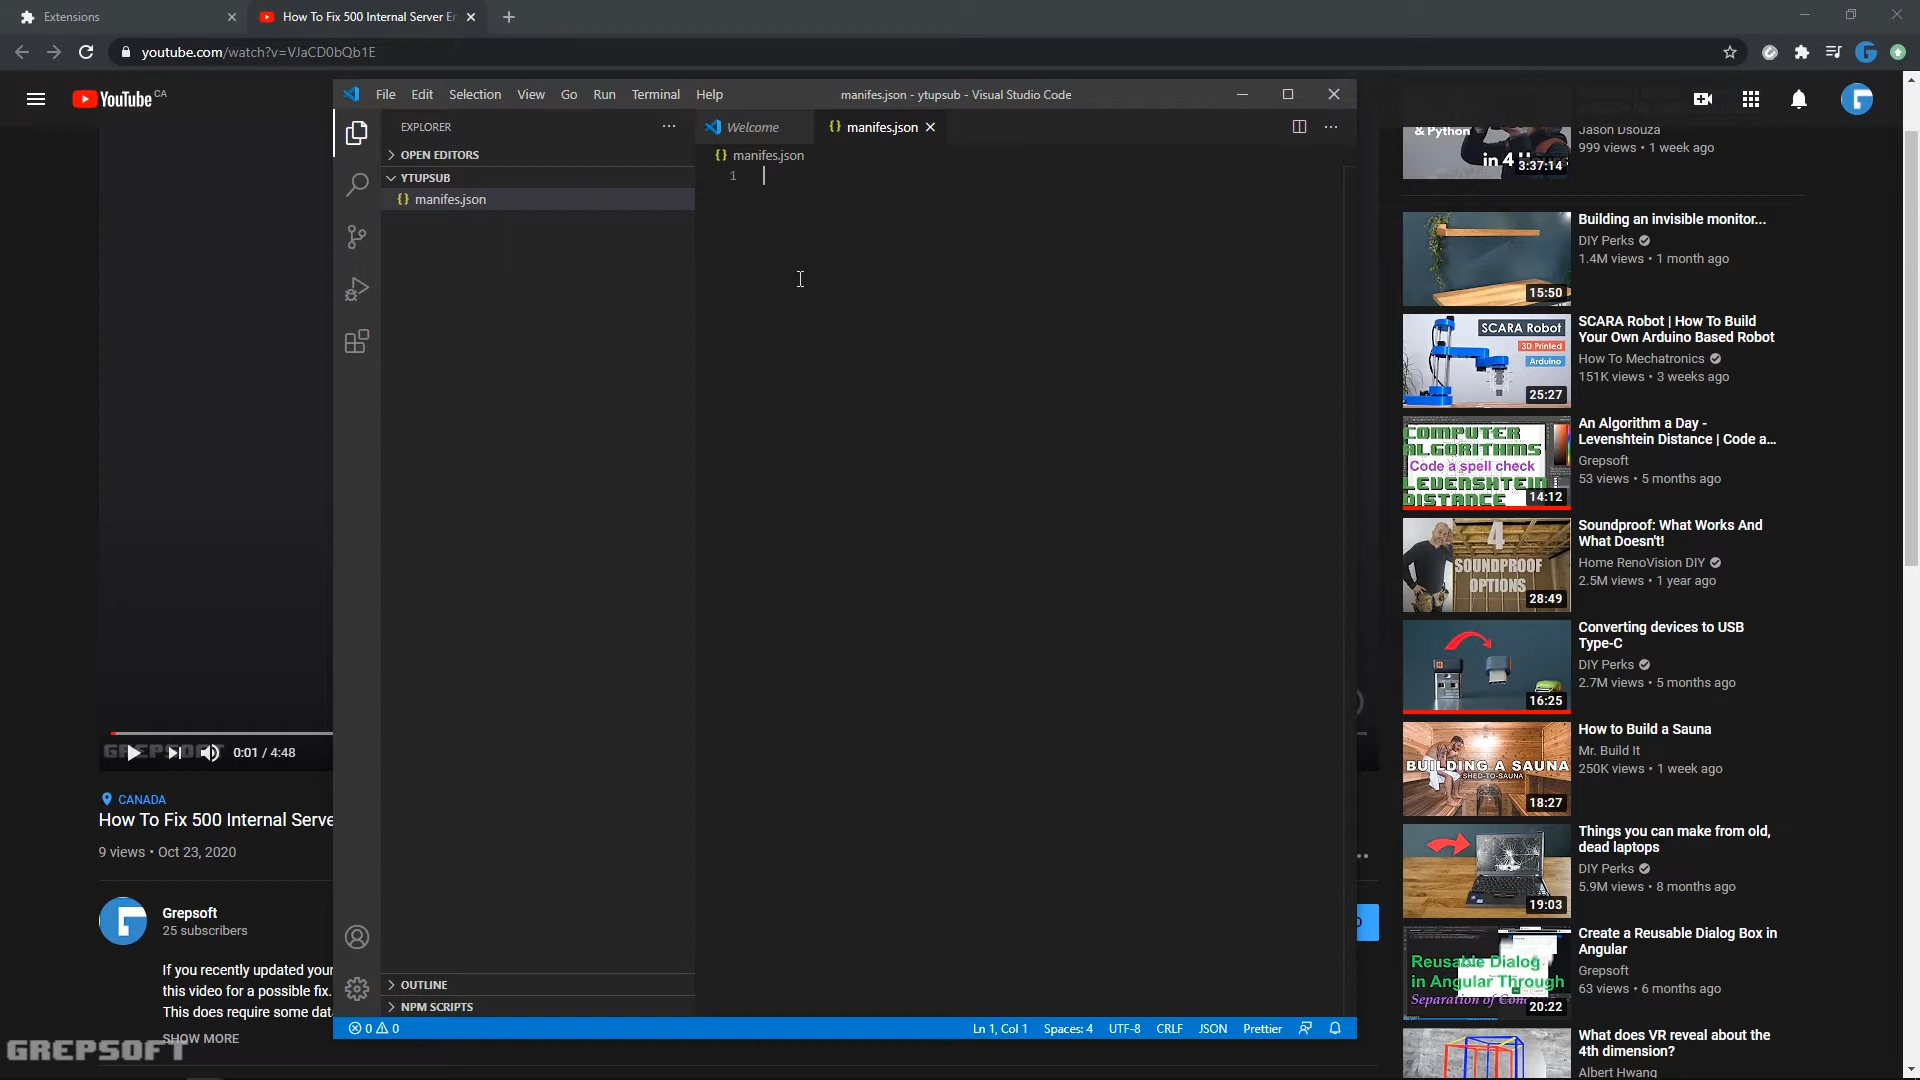 Extensions
How To Fix 500 Internal Server Er
youtube.com/watch?v=VJaCD0bQb1E
YouTube CA
File Edit Selection View Go Run Terminal Help
manifes.json - ytupsub - Visual Studio Code
EXPLORER
OPEN EDITORS
YTUPSUB
{} manifes.json
Welcome
{} manifes.json
{} manifes.json
1
& Python
in 4 Hours
3:37:14
Jason Dsouza
999 views • 1 week ago
15:50
Building an invisible monitor...
DIY Perks
1.4M views • 1 month ago
SCARA Robot
3D Printed
Arduino
25:27
SCARA Robot | How To Build
Your Own Arduino Based Robot
How To Mechatronics
151K views • 3 weeks ago
COMPUTER
ALGORITHMS
Code a spell check
LEVENSHTEIN
DISTANCE
14:12
An Algorithm a Day -
Levenshtein Distance | Code a...
Grepsoft
53 views • 5 months ago
4
SOUNDPROOF
OPTIONS
28:49
Soundproof: What Works And
What Doesn't!
Home RenoVision DIY
2.5M views • 1 year ago
16:25
Converting devices to USB
Type-C
DIY Perks
2.7M views • 5 months ago
BUILDING A SAUNA
SHED-TO-SAUNA
18:27
How to Build a Sauna
Mr. Build It
250K views • 1 week ago
19:03
Things you can make from old,
dead laptops
DIY Perks
5.9M views • 8 months ago
Reusable Dialog
in Angular Through
Separation of
20:22
Create a Reusable Dialog Box in
Angular
Grepsoft
63 views • 6 months ago
What does VR reveal about the
4th dimension?
Albert Hwang
GREPSOFT
0:01 / 4:48
CANADA
How To Fix 500 Internal Serve
9 views • Oct 23, 2020
Grepsoft
25 subscribers
If you recently updated your
this video for a possible fix.
This does require some dat
SHOW MORE
OUTLINE
NPM SCRIPTS
0 0
Ln 1, Col 1 Spaces: 4 UTF-8 CRLF JSON Prettier
GREPSOFT